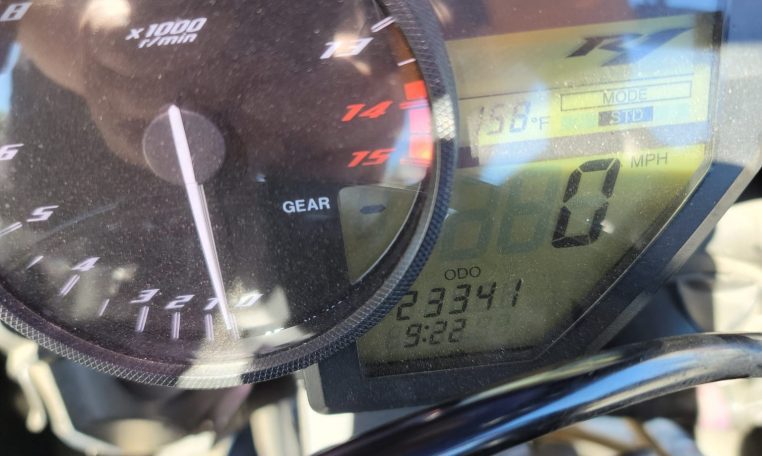 8
x1000
r/min
13
14
15
6
5
4
3 2 1 0
GEAR
-
R1
MODE
STD
158°F
0 MPH
ODO
23341
9:22